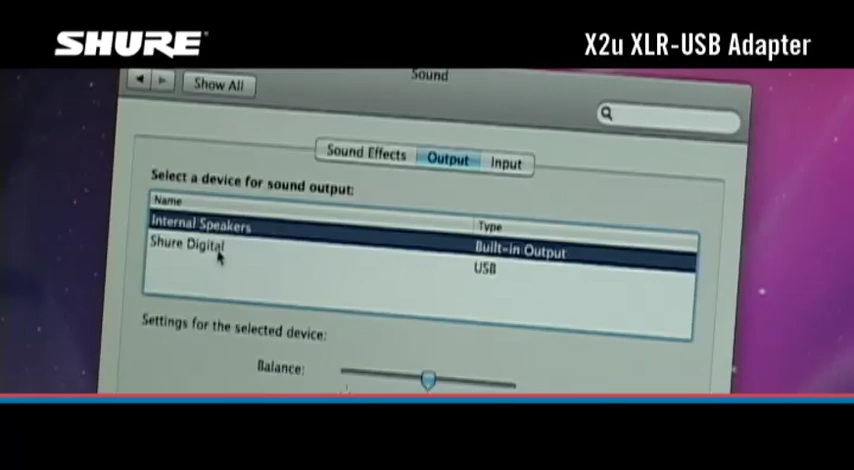 SHURE
X2u XLR-USB Adapter
Sound
Show All
Sound Effects Output Input
Select a device for sound output:
Name Type
Internal Speakers Built-in Output
Shure Digital USB
Settings for the selected device:
Balance: